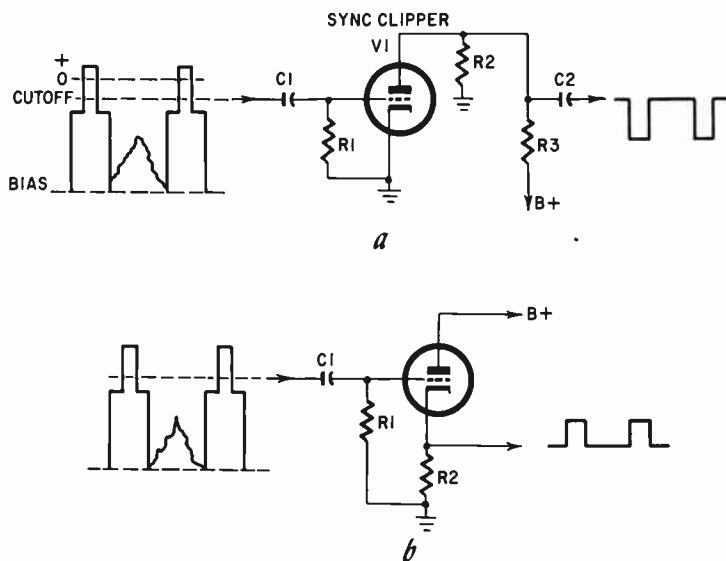 SYNC CLIPPER
V1
+
0
CUTOFF
BIAS
C1
R1
R2
C2
R3
B+
a
B+
C1
R1
R2
b